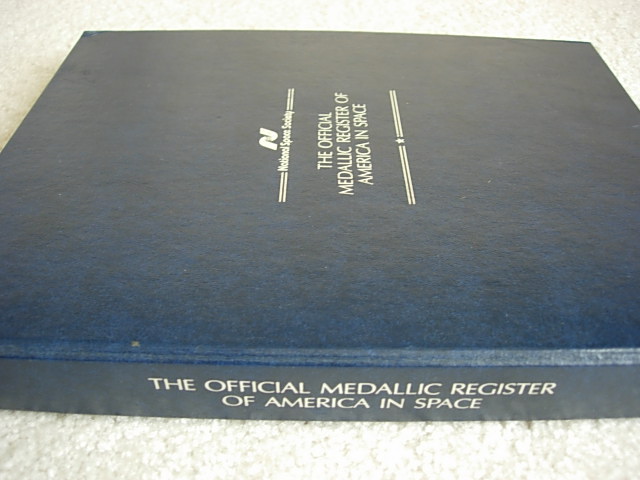 National Space Society
THE OFFICIAL
MEDALLIC REGISTER OF
AMERICA IN SPACE
THE OFFICIAL MEDALLIC REGISTER
OF AMERICA IN SPACE